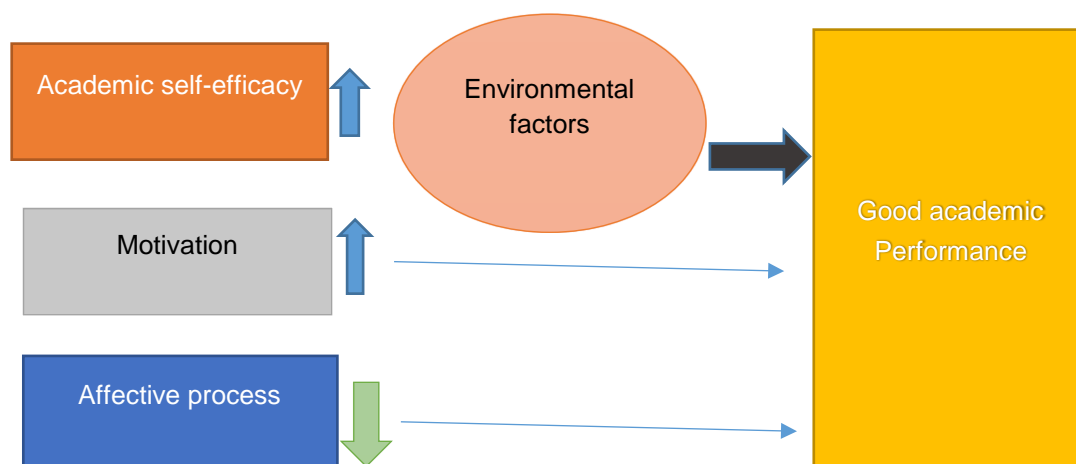 Academic self-efficacy
Environmental
factors
Motivation
Good academic
Performance
Affective process